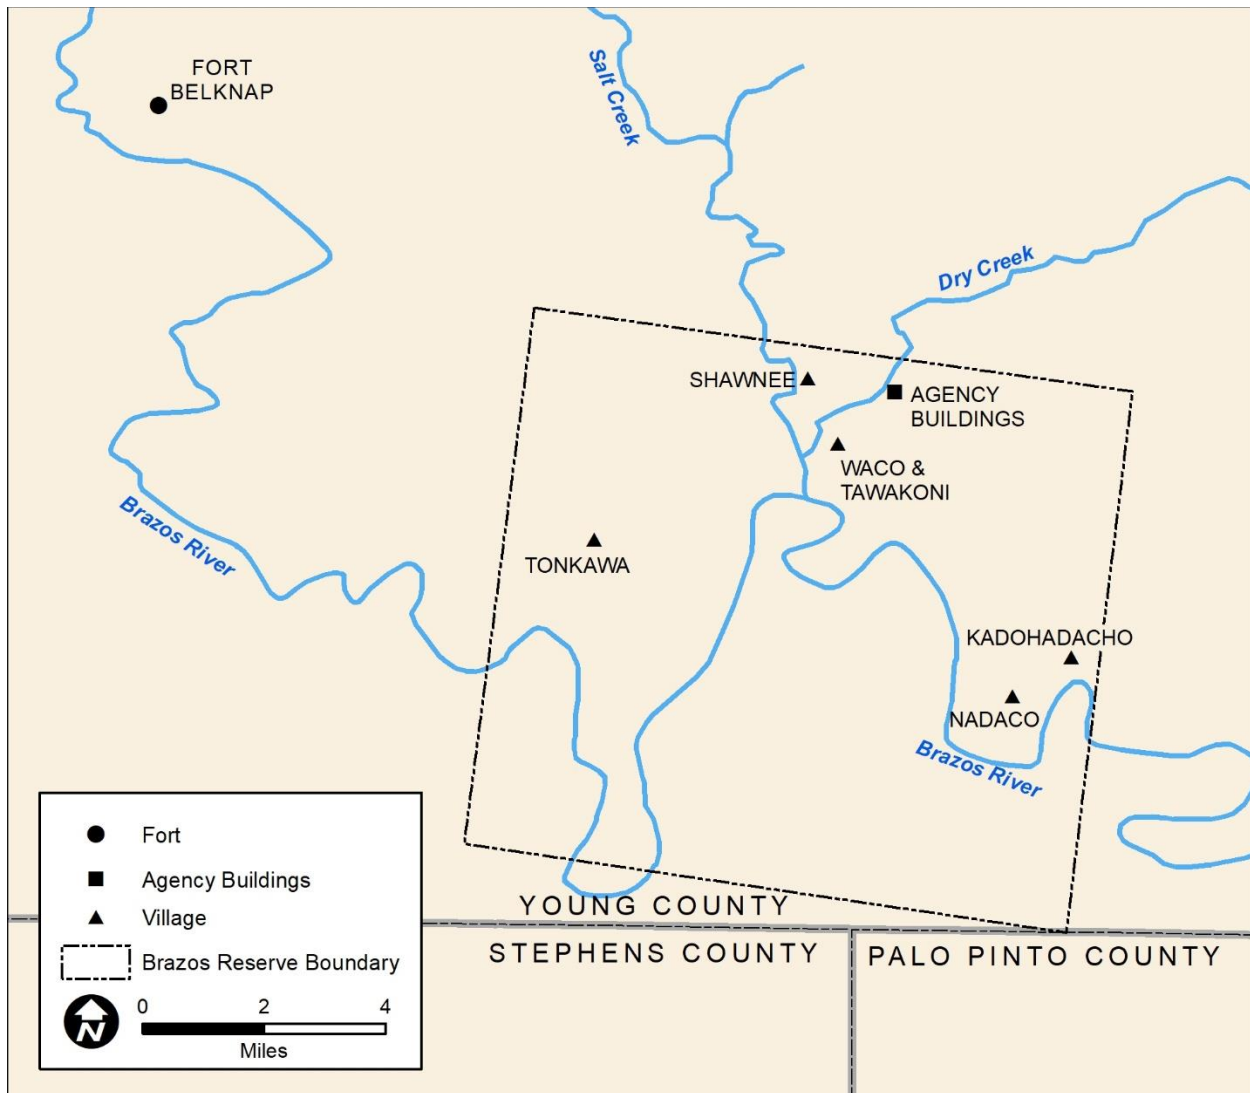 FORT
BELKNAP
Salt Creek
Dry Creek
SHAWNEE
AGENCY
BUILDINGS
WACO &
TAWAKONI
Brazos River
TONKAWA
KADOHADACHO
NADACO
Brazos River
YOUNG COUNTY
STEPHENS COUNTY
PALO PINTO COUNTY
Fort
Agency Buildings
Village
Brazos Reserve Boundary
N
0 2 4
Miles